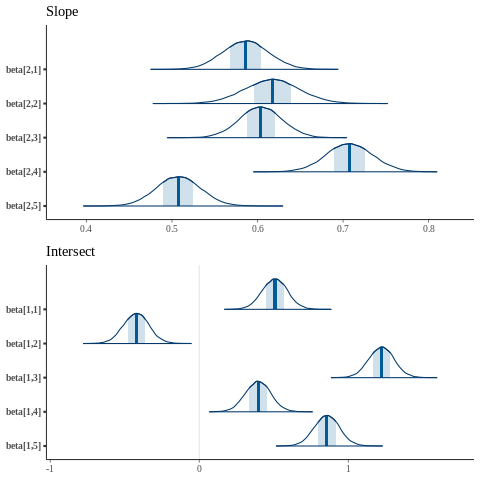 Slope
beta[2,1]
beta[2,2]
beta[2,3]
beta[2,4]
beta[2,5]
0.4 0.5 0.6 0.7 0.8
Intersect
beta[1,1]
beta[1,2]
beta[1,3]
beta[1,4]
beta[1,5]
-1 0 1